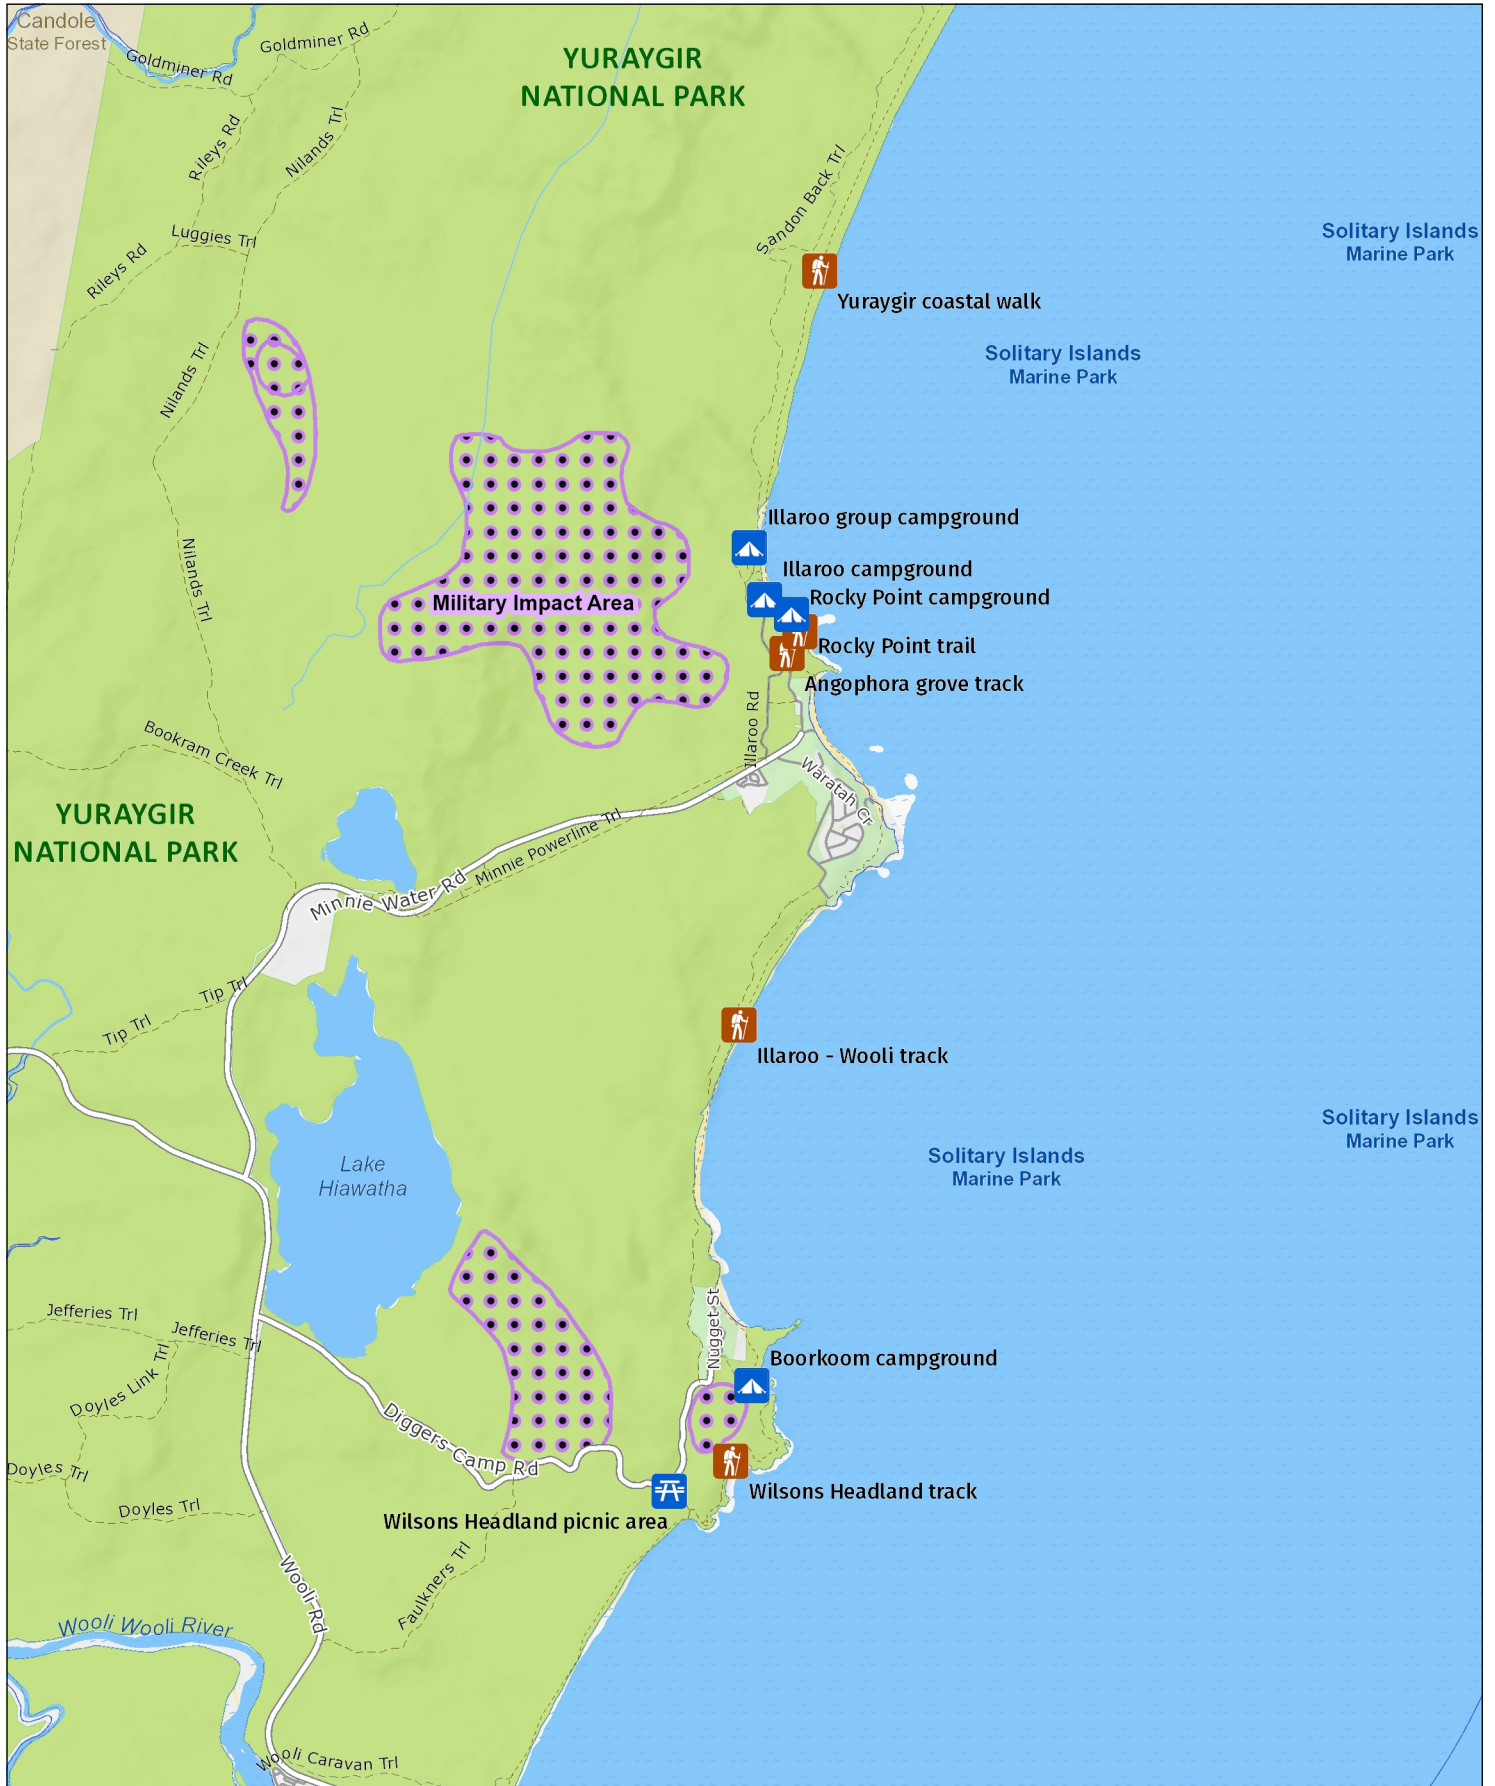 Candole
State Forest
Goldminer Rd
Goldminer Rd
YURAYGIR
NATIONAL PARK
Rileys Rd
Nilands Trl
Sandon Back Trl
Luggies Trl
Rileys Rd
Solitary Islands
Marine Park
Yuraygir coastal walk
Nilands Trl
Solitary Islands
Marine Park
Illaroo group campground
Nilands Trl
Illaroo campground
Rocky Point campground
Military Impact Area
Rocky Point trail
Angophora grove track
Illaroo Rd
Bookram Creek Trl
Waratah Cr
YURAYGIR
NATIONAL PARK
Minnie Powerline Trl
Minnie Water Rd
Tip Trl
Tip Trl
Illaroo - Wooli track
Solitary Islands
Marine Park
Solitary Islands
Marine Park
Lake
Hiawatha
Jefferies Trl
Jefferies Trl
Nugget St
Boorkoom campground
Doyles Link Trl
Diggers Camp Rd
Doyles Trl
Doyles Trl
Wilsons Headland track
Wilsons Headland picnic area
Faulkners Trl
Wooli Rd
Wooli Wooli River
Wooli Caravan Trl